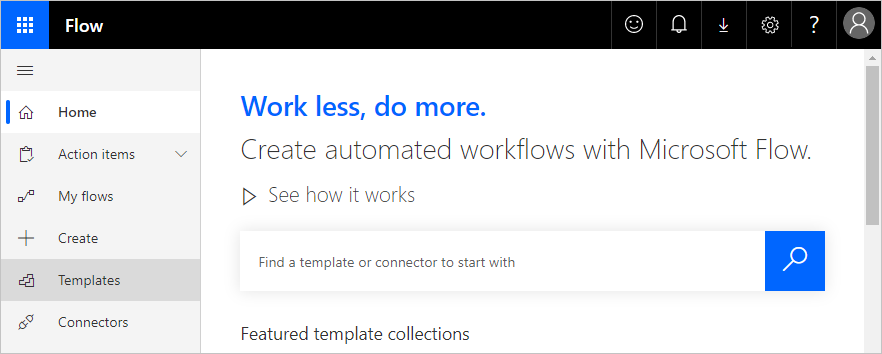 Flow
Home
Action items
My flows
Create
Templates
Connectors
Work less, do more.
Create automated workflows with Microsoft Flow.
See how it works
Find a template or connector to start with
Featured template collections